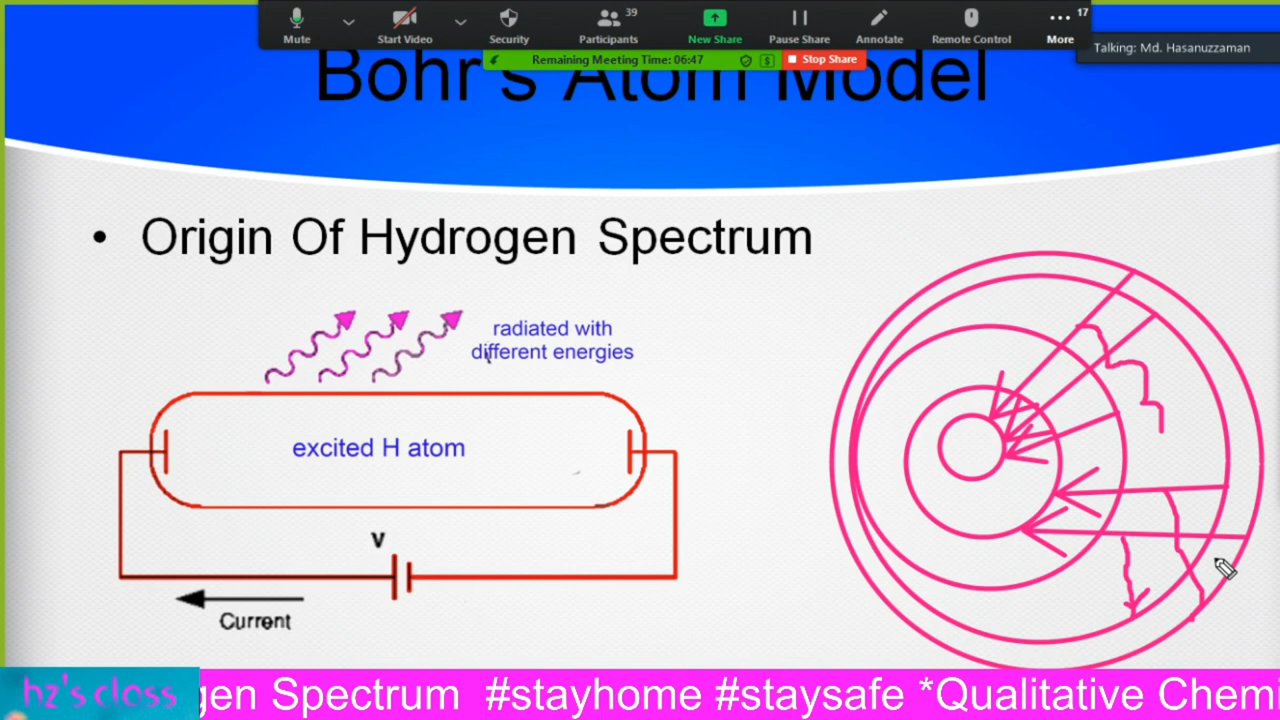 39
17
Mute
Start Video
Security
Participants
New Share
Pause Share
Annotate
Remote Control
More
Talking: Md. Hasanuzzaman
Remaining Meeting Time: 06:47
Stop Share
Bohr's Atom Model
• Origin Of Hydrogen Spectrum
radiated with
different energies
excited H atom
V
Current
hz's class
gen Spectrum #stayhome #staysafe *Qualitative Chemi